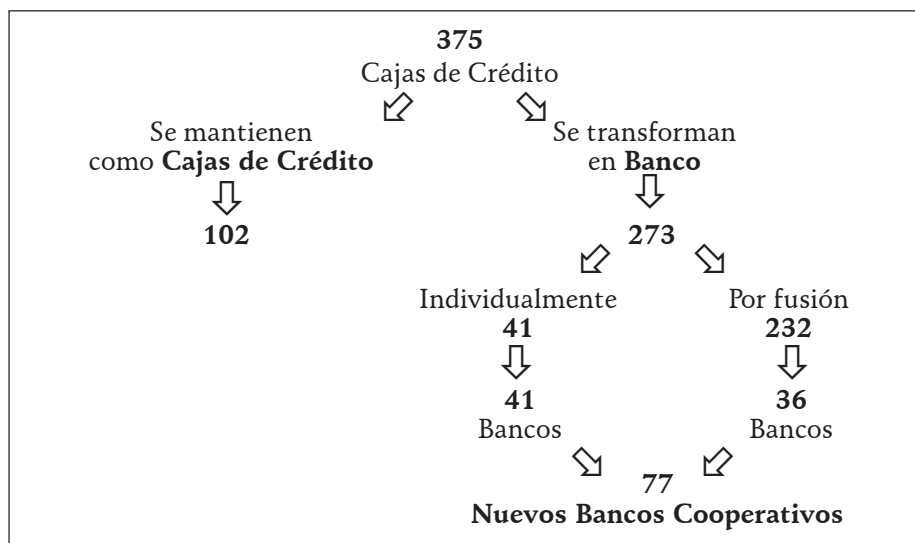 375
Cajas de Crédito
Se mantienen
como Cajas de Crédito
102
Se transforman
en Banco
273
Individualmente
41
41
Bancos
Por fusión
232
36
Bancos
77
Nuevos Bancos Cooperativos